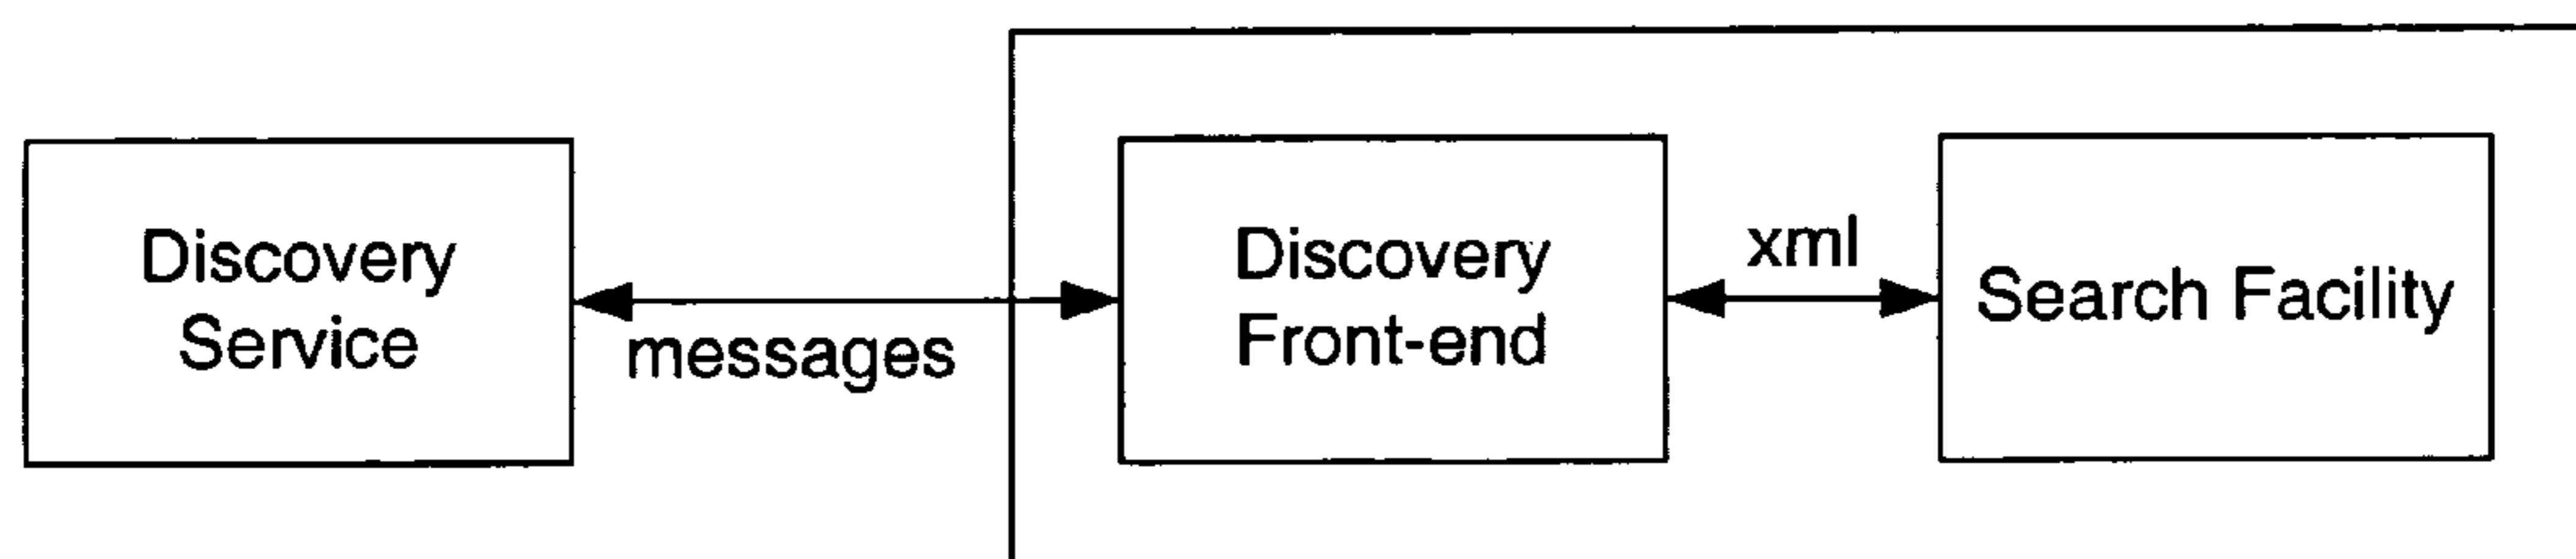 Discovery
Service
messages
Discovery
Front-end
xml
Search Facility